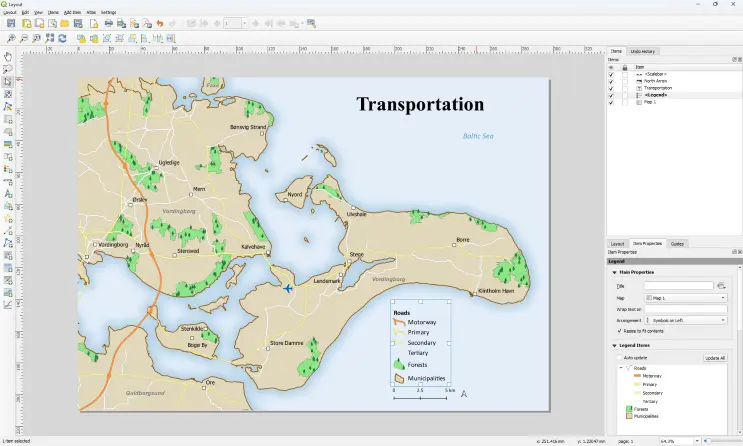 Layout
Layout Edit View Items Add Item Atlas Settings
1
Items Undo History
Items
Item
<Scalebar>
North Arrow
Transportation
<Legend>
Map 1
Transportation
Baltic Sea
Faxe
Bønsvig Strand
Ugledige
Mern
Ørslev
Vordingborg
Nyord
Ulvshale
Vordingborg
Nyråd
Stensved
Kalvehave
Borre
Stege
Lendemark
Vordingborg
Klintholm Havn
Stenkilde
Bogø By
Store Damme
Ore
Guldborgsund
Roads
Motorway
Primary
Secondary
Tertiary
Forests
Municipalities
0 2.5 5 km
A
Layout Item Properties Guides
Item Properties
Legend
Main Properties
Title
Map Map 1
Wrap text on
Arrangement Symbols on Left
Resize to fit contents
Legend Items
Auto update Update All
Roads
Motorway
Primary
Secondary
Tertiary
Forests
Municipalities
1 item selected
x: 251.416 mm y: 1.22047 mm page: 1 64.3%